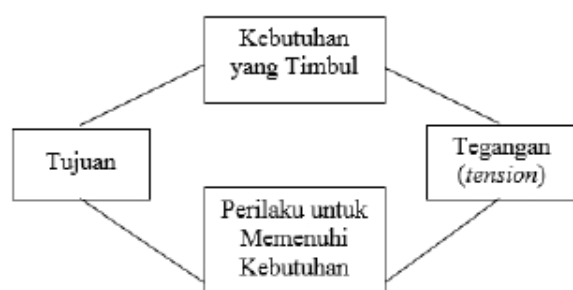 Kebutuhan
yang Timbul
Tujuan
Tegangan
(tension)
Perilaku untuk
Memenuhi
Kebutuhan